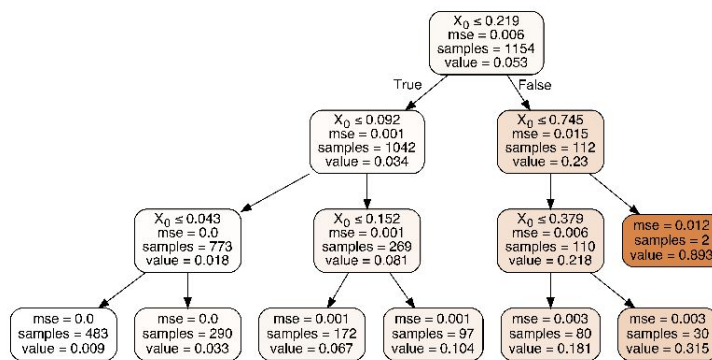 X₀ ≤ 0.219
mse = 0.006
samples = 1154
value = 0.053
True
False
X₀ ≤ 0.092
mse = 0.001
samples = 1042
value = 0.034
X₀ ≤ 0.745
mse = 0.015
samples = 112
value = 0.23
X₀ ≤ 0.043
mse = 0.0
samples = 773
value = 0.018
X₀ ≤ 0.152
mse = 0.001
samples = 269
value = 0.081
X₀ ≤ 0.379
mse = 0.006
samples = 110
value = 0.218
mse = 0.012
samples = 2
value = 0.893
mse = 0.0
samples = 483
value = 0.009
mse = 0.0
samples = 290
value = 0.033
mse = 0.001
samples = 172
value = 0.067
mse = 0.001
samples = 97
value = 0.104
mse = 0.003
samples = 80
value = 0.181
mse = 0.003
samples = 30
value = 0.315